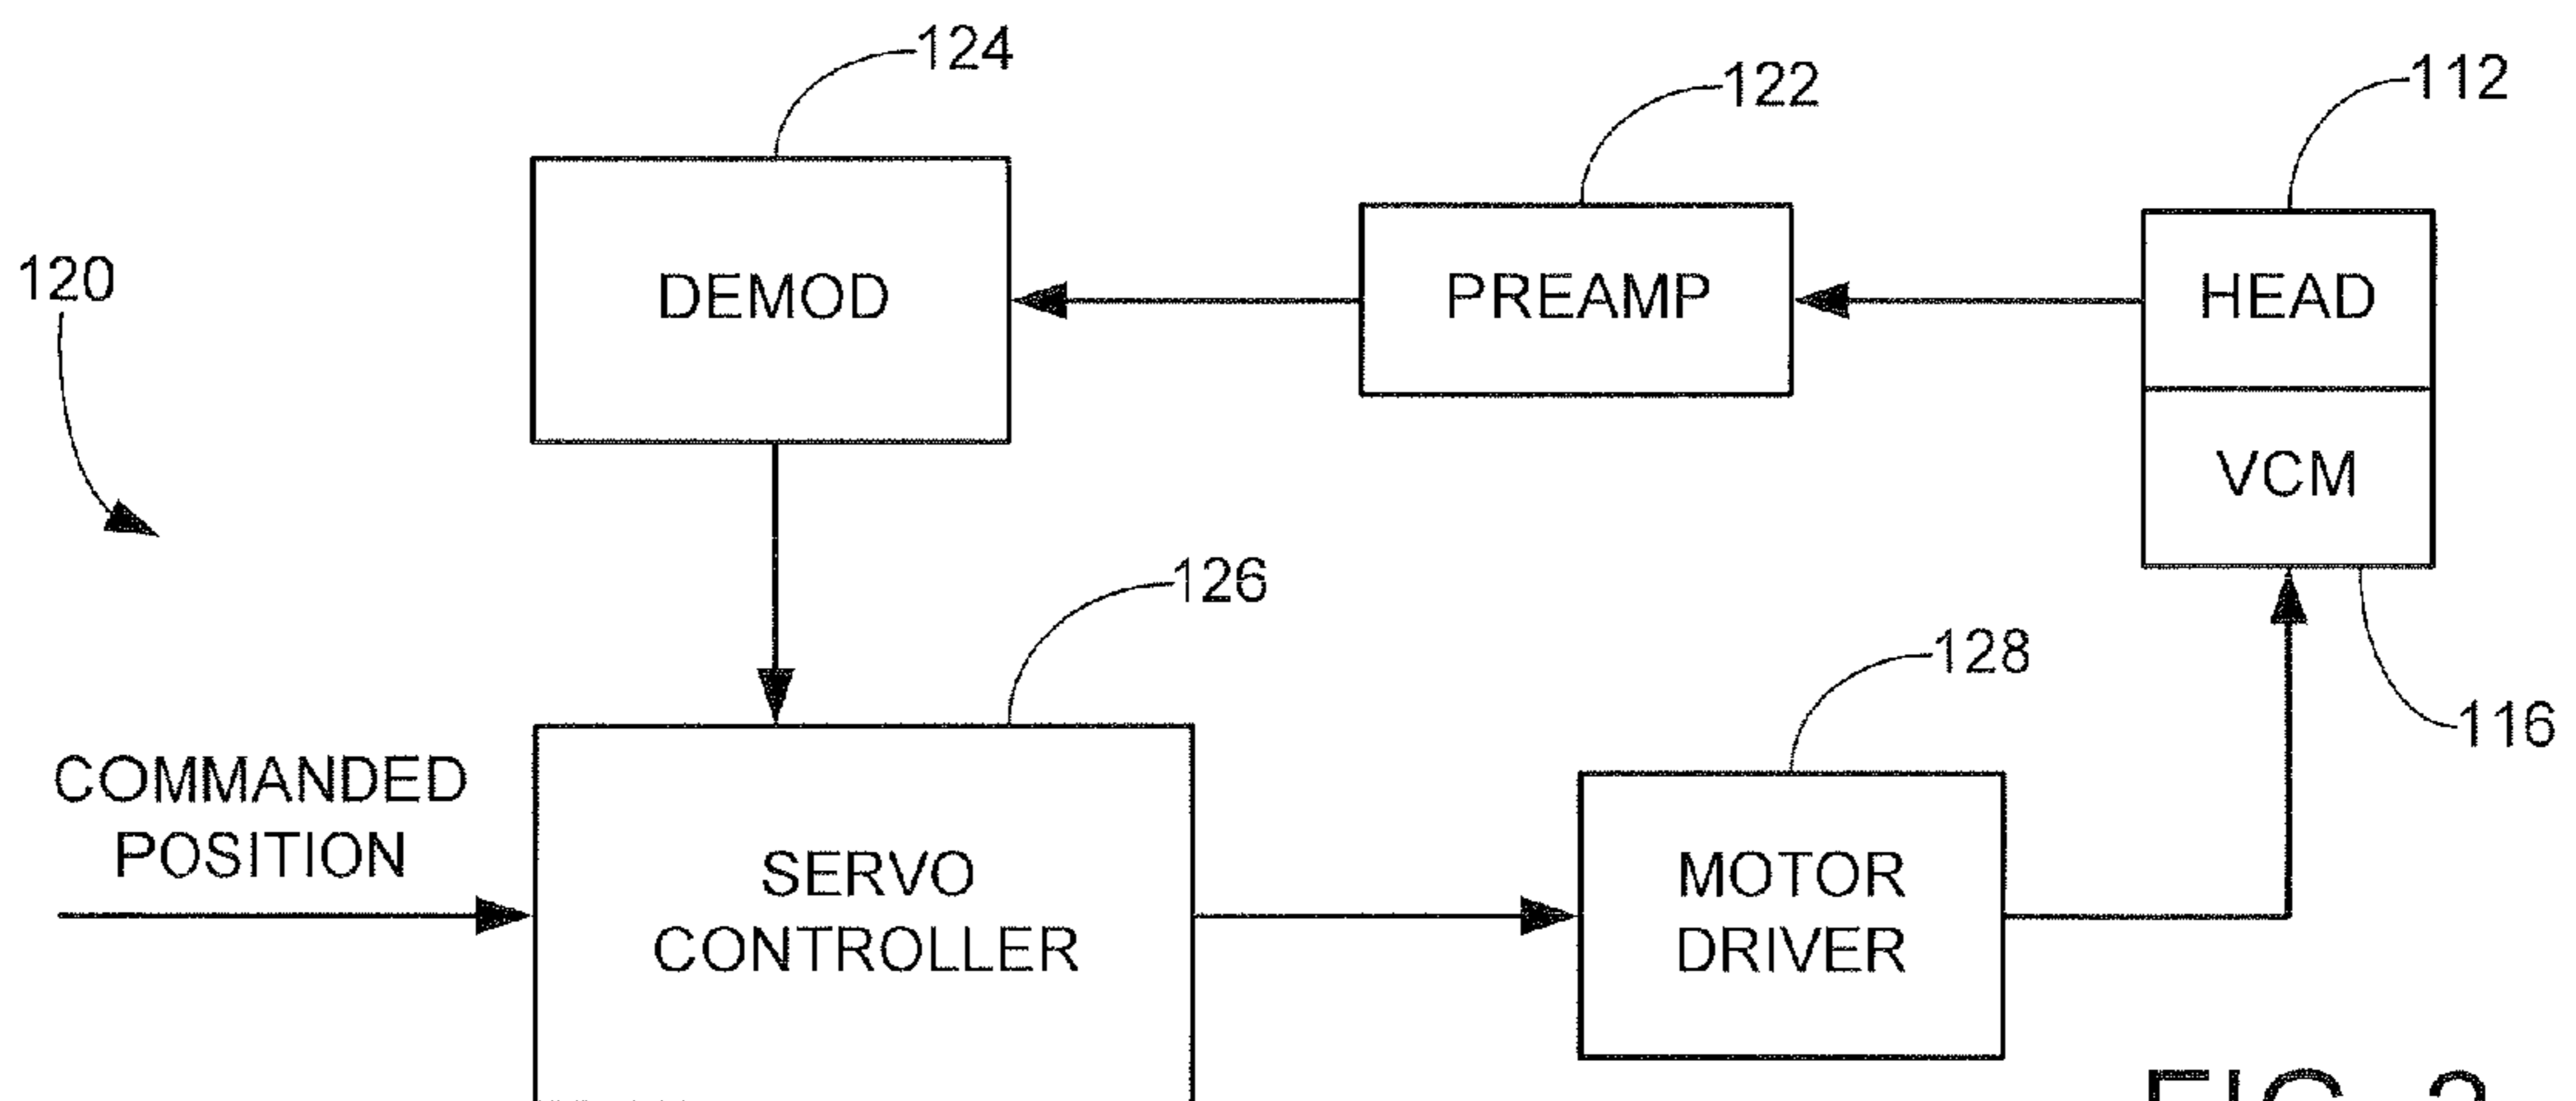 124
122
112
120
DEMOD
PREAMP
HEAD
VCM
126
128
116
COMMANDED
POSITION
SERVO
CONTROLLER
MOTOR
DRIVER